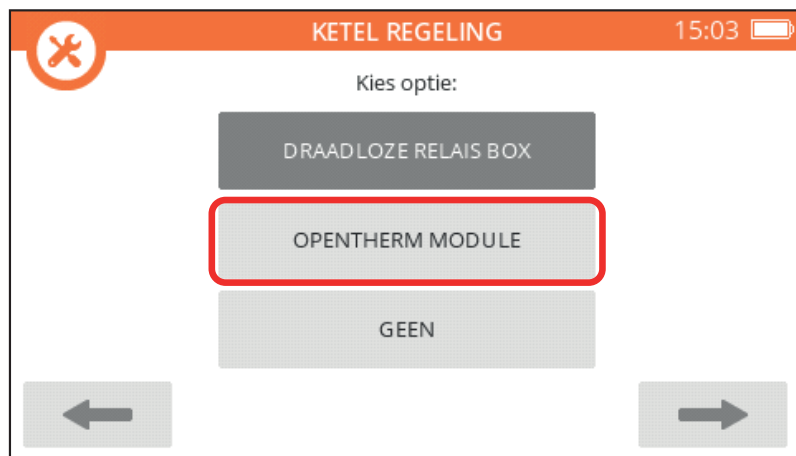 KETEL REGELING 15:03
Kies optie:
DRAADLOZE RELAIS BOX
OPENTHERM MODULE
GEEN